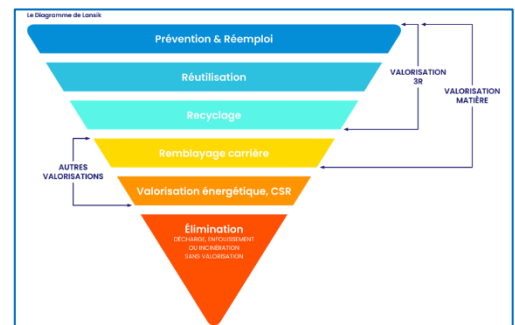 Le Diagramme de Lansik
Prévention & Réemploi
Réutilisation
Recyclage
Remblayage carrière
Valorisation énergétique, CSR
Élimination
DÉCHARGE, ENFOUISSEMENT
OU INCINÉRATION
SANS VALORISATION
VALORISATION
3R
VALORISATION
MATIÈRE
AUTRES
VALORISATIONS